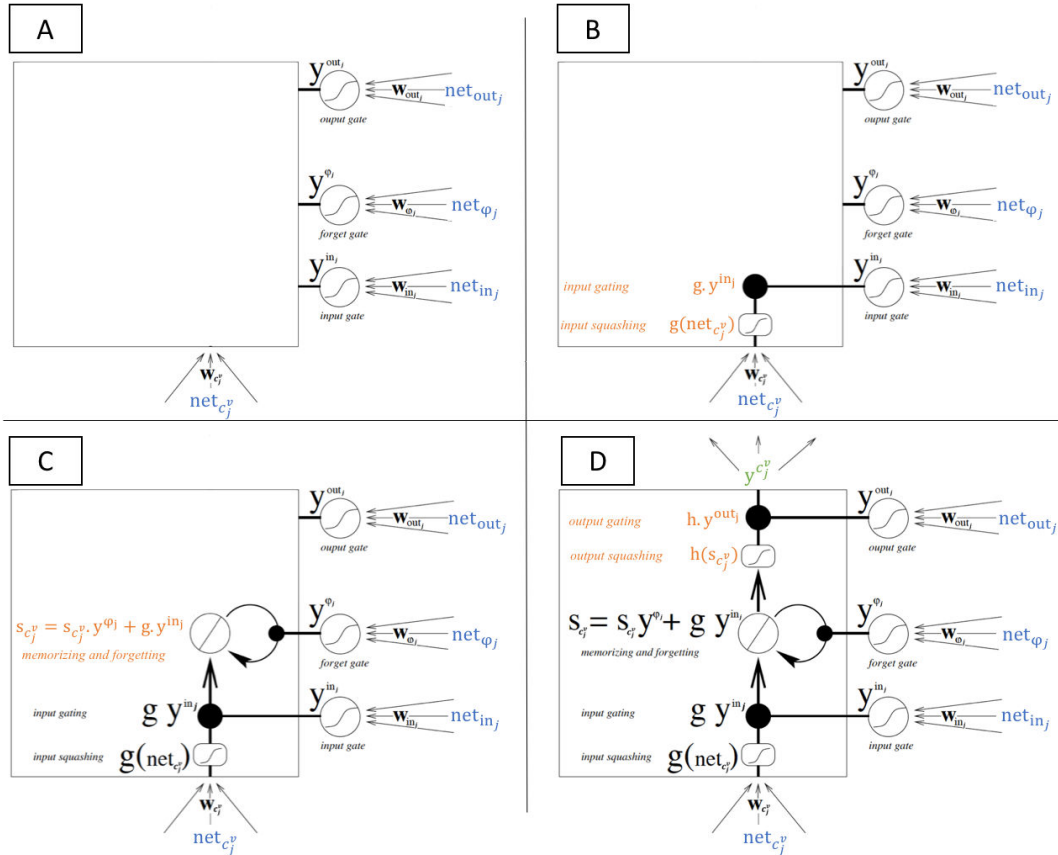 A
y^out_j
w_out_j
net_out_j
ouput gate
y^φ_j
w_φ_j
net_φ_j
forget gate
y^in_j
w_in_j
net_in_j
input gate
w_c_j^v
net_c_j^v
B
y^out_j
w_out_j
net_out_j
ouput gate
y^φ_j
w_φ_j
net_φ_j
forget gate
input gating
g. y^in_j
y^in_j
w_in_j
net_in_j
input gate
input squashing
g(net_c_j^v)
w_c_j^v
net_c_j^v
C
y^out_j
w_out_j
net_out_j
ouput gate
s_c_j^v = s_c_j^v. y^φ_j + g. y^in_j
memorizing and forgetting
y^φ_j
w_φ_j
net_φ_j
forget gate
input gating
g y^in_j
y^in_j
w_in_j
net_in_j
input gate
input squashing
g(net_c_j^v)
w_c_j^v
net_c_j^v
D
y^c_j^v
output gating
h. y^out_j
y^out_j
w_out_j
net_out_j
ouput gate
output squashing
h(s_c_j^v)
s_c_j^v = s_c_j^v y^φ_j + g y^in_j
memorizing and forgetting
y^φ_j
w_φ_j
net_φ_j
forget gate
input gating
g y^in_j
y^in_j
w_in_j
net_in_j
input gate
input squashing
g(net_c_j^v)
w_c_j^v
net_c_j^v